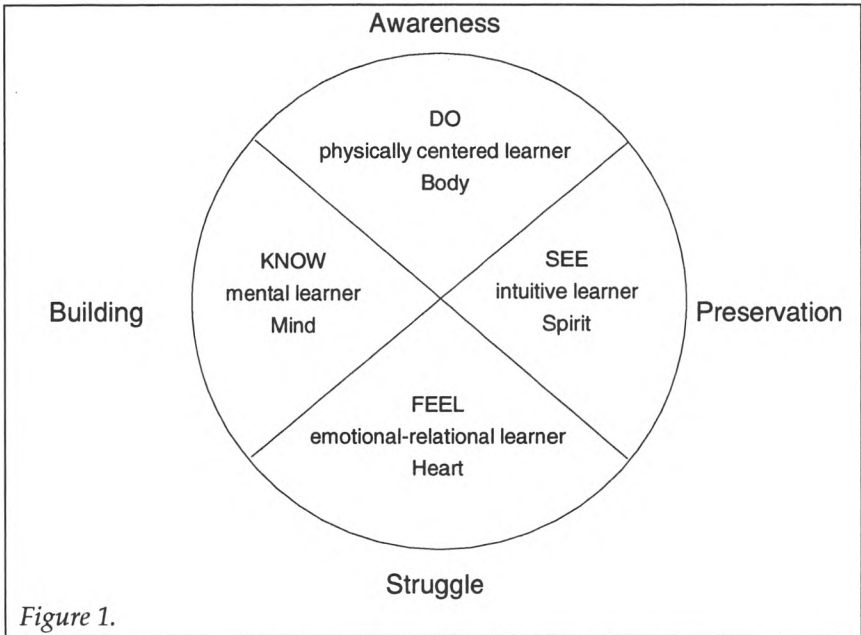 Awareness
DO
physically centered learner
Body
KNOW
mental learner
Mind
SEE
intuitive learner
Spirit
Building
Preservation
FEEL
emotional-relational learner
Heart
Struggle
Figure 1.